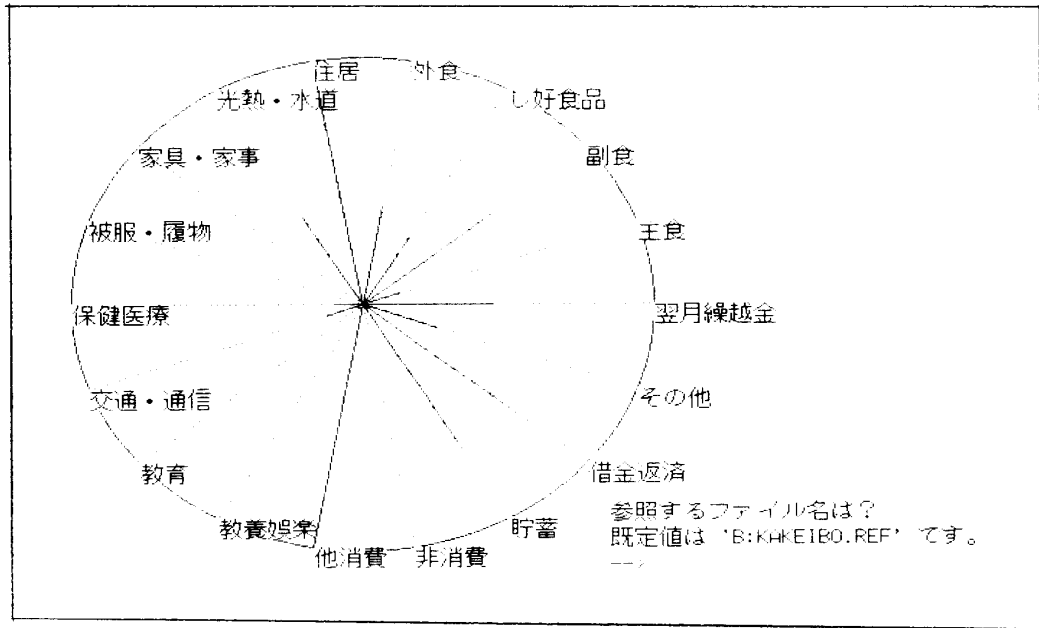 住居
外食
し好食品
副食
主食
翌月繰越金
その他
借金返済
貯蓄
非消費
他消費
教養娯楽
教育
交通・通信
保健医療
被服・履物
家具・家事
光熱・水道
参照するファイル名は？
既定値は 'B:KAKEIBO.REF' です。
-->